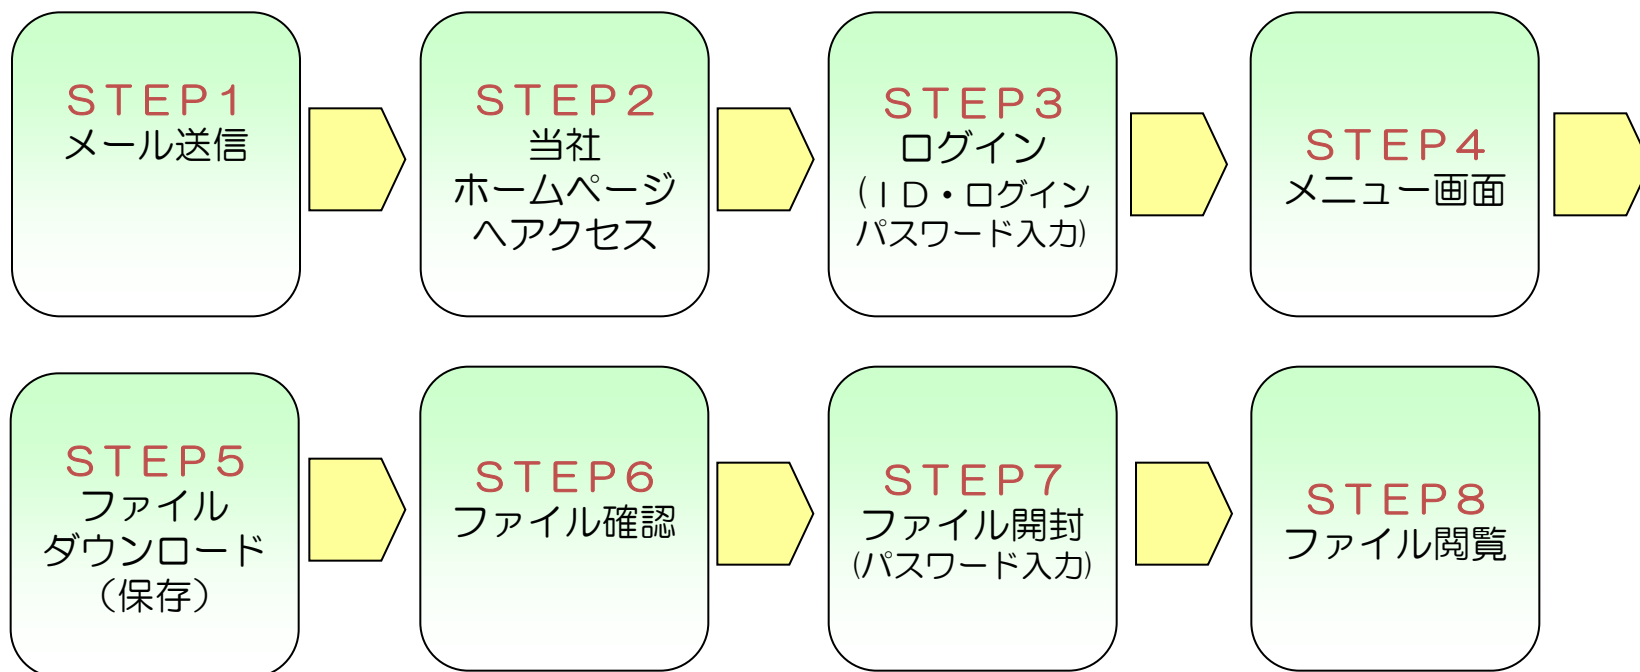 STEP1
メール送信
STEP2
当社
ホームページ
へアクセス
STEP3
ログイン
(ID・ログイン
パスワード入力)
STEP4
メニュー画面
STEP5
ファイル
ダウンロード
(保存)
STEP6
ファイル確認
STEP7
ファイル開封
(パスワード入力)
STEP8
ファイル閲覧